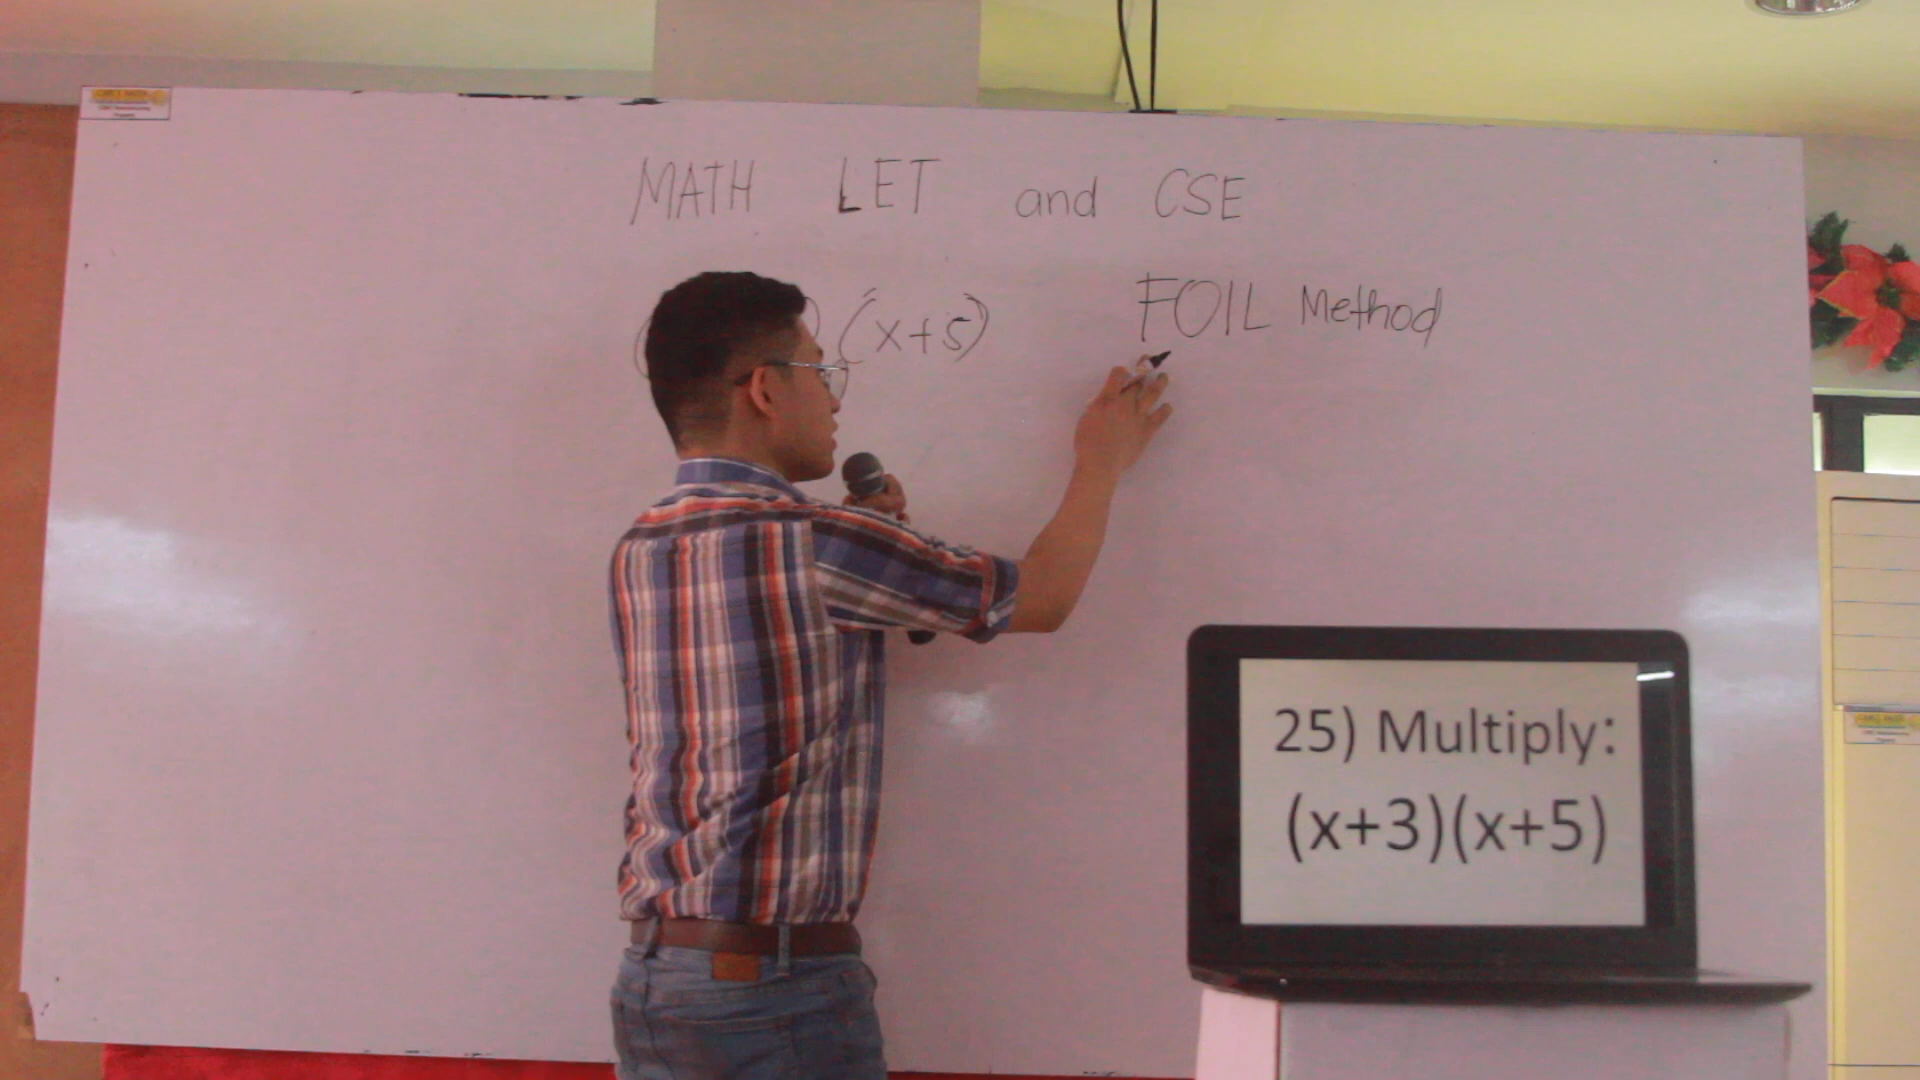 MATH LET and CSE
(x+5)
FOIL Method
25) Multiply:
(x+3)(x+5)